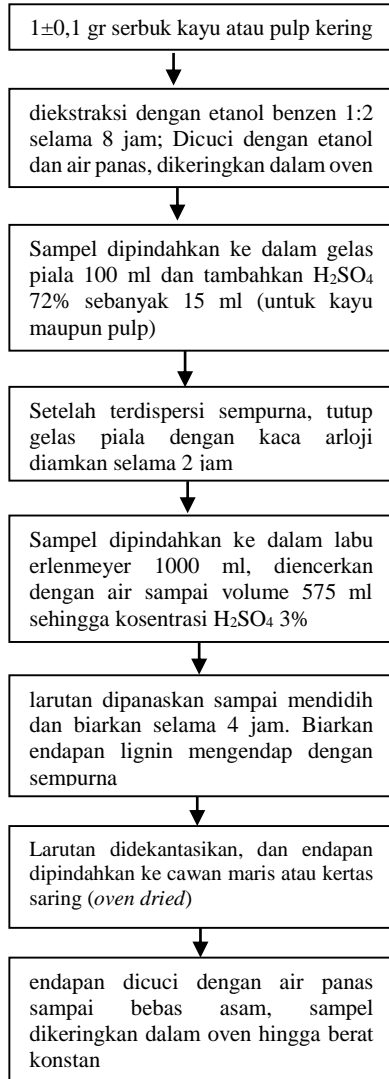 1±0,1 gr serbuk kayu atau pulp kering
diekstraksi dengan etanol benzen 1:2
selama 8 jam; Dicuci dengan etanol
dan air panas, dikeringkan dalam oven
Sampel dipindahkan ke dalam gelas
piala 100 ml dan tambahkan H₂SO₄
72% sebanyak 15 ml (untuk kayu
maupun pulp)
Setelah terdispersi sempurna, tutup
gelas piala dengan kaca arloji
diamkan selama 2 jam
Sampel dipindahkan ke dalam labu
erlenmeyer 1000 ml, diencerkan
dengan air sampai volume 575 ml
sehingga kosentrasi H₂SO₄ 3%
larutan dipanaskan sampai mendidih
dan biarkan selama 4 jam. Biarkan
endapan lignin mengendap dengan
sempurna
Larutan didekantasikan, dan endapan
dipindahkan ke cawan maris atau kertas
saring (oven dried)
endapan dicuci dengan air panas
sampai bebas asam, sampel
dikeringkan dalam oven hingga berat
konstan